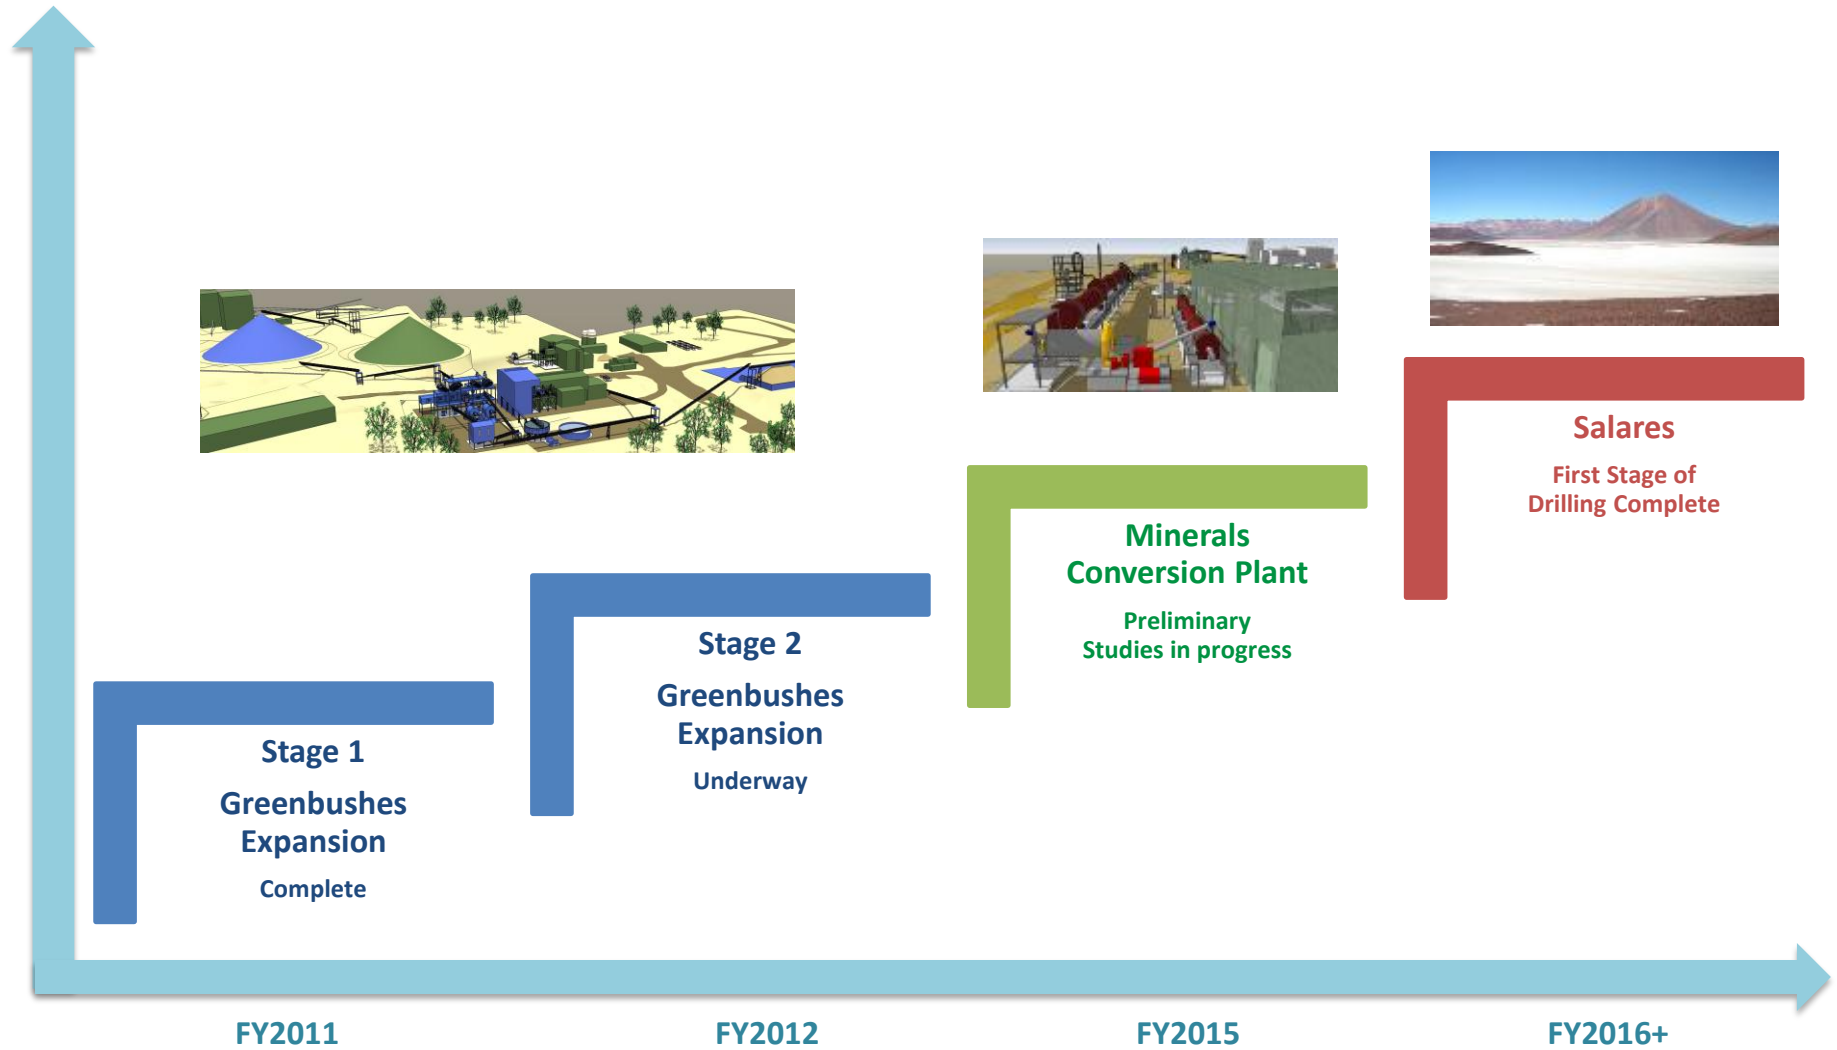 Stage 1
Greenbushes
Expansion
Complete
Stage 2
Greenbushes
Expansion
Underway
Minerals
Conversion Plant
Preliminary
Studies in progress
Salares
First Stage of
Drilling Complete
FY2011
FY2012
FY2015
FY2016+